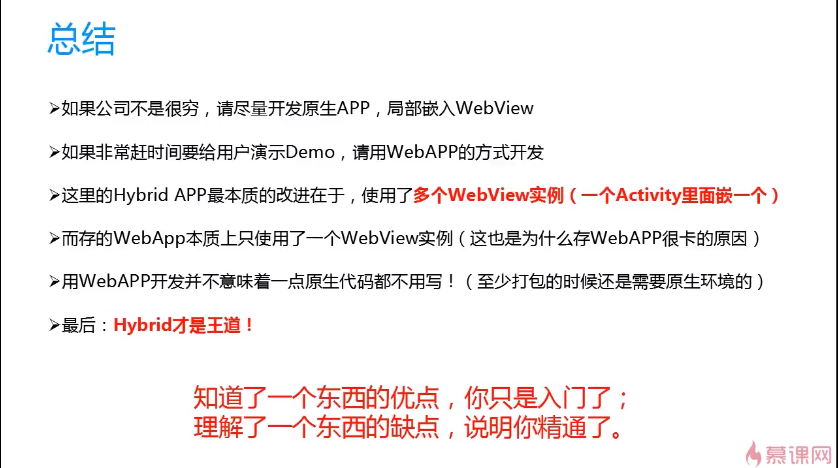 总结
➢如果公司不是很穷，请尽量开发原生APP，局部嵌入WebView
➢如果非常赶时间要给用户演示Demo，请用WebAPP的方式开发
➢这里的Hybrid APP最本质的改进在于，使用了多个WebView实例（一个Activity里面嵌一个）
➢而存的WebApp本质上只使用了一个WebView实例（这也是为什么存WebAPP很卡的原因）
➢用WebAPP开发并不意味着一点原生代码都不用写！（至少打包的时候还是需要原生环境的）
➢最后：Hybrid才是王道！
知道了一个东西的优点，你只是入门了；
理解了一个东西的缺点，说明你精通了。
慕课网